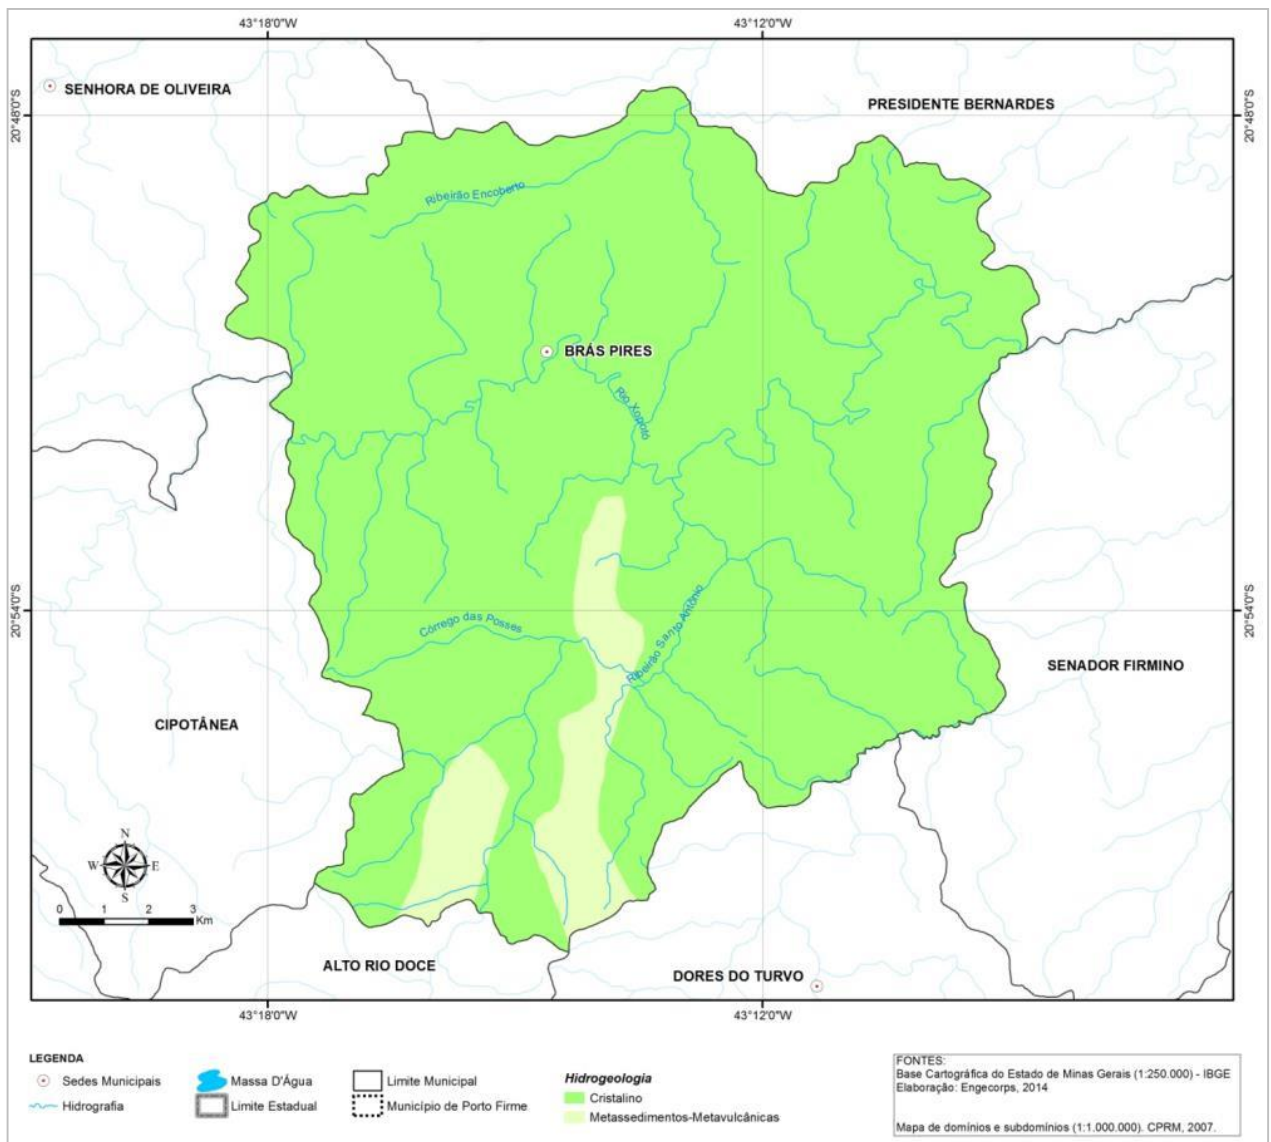 43°18'0"W
43°12'0"W
SENHORA DE OLIVEIRA
PRESIDENTE BERNARDES
20°48'0"S
20°48'0"S
Ribeirão Encoberto
BRÁS PIRES
Rio Xopotó
20°54'0"S
20°54'0"S
Córrego das Posses
Ribeirão Santo Antônio
SENADOR FIRMINO
CIPOTÂNEA
N
W E
S
0 1 2 3
Km
ALTO RIO DOCE
DORES DO TURVO
43°18'0"W
43°12'0"W
LEGENDA
Sedes Municipais
Hidrografia
Massa D'Água
Limite Estadual
Limite Municipal
Município de Porto Firme
Hidrogeologia
Cristalino
Metassedimentos-Metavulcânicas
FONTES:
Base Cartográfica do Estado de Minas Gerais (1:250.000) - IBGE
Elaboração: Engecorps, 2014
Mapa de domínios e subdomínios (1:1.000.000). CPRM, 2007.